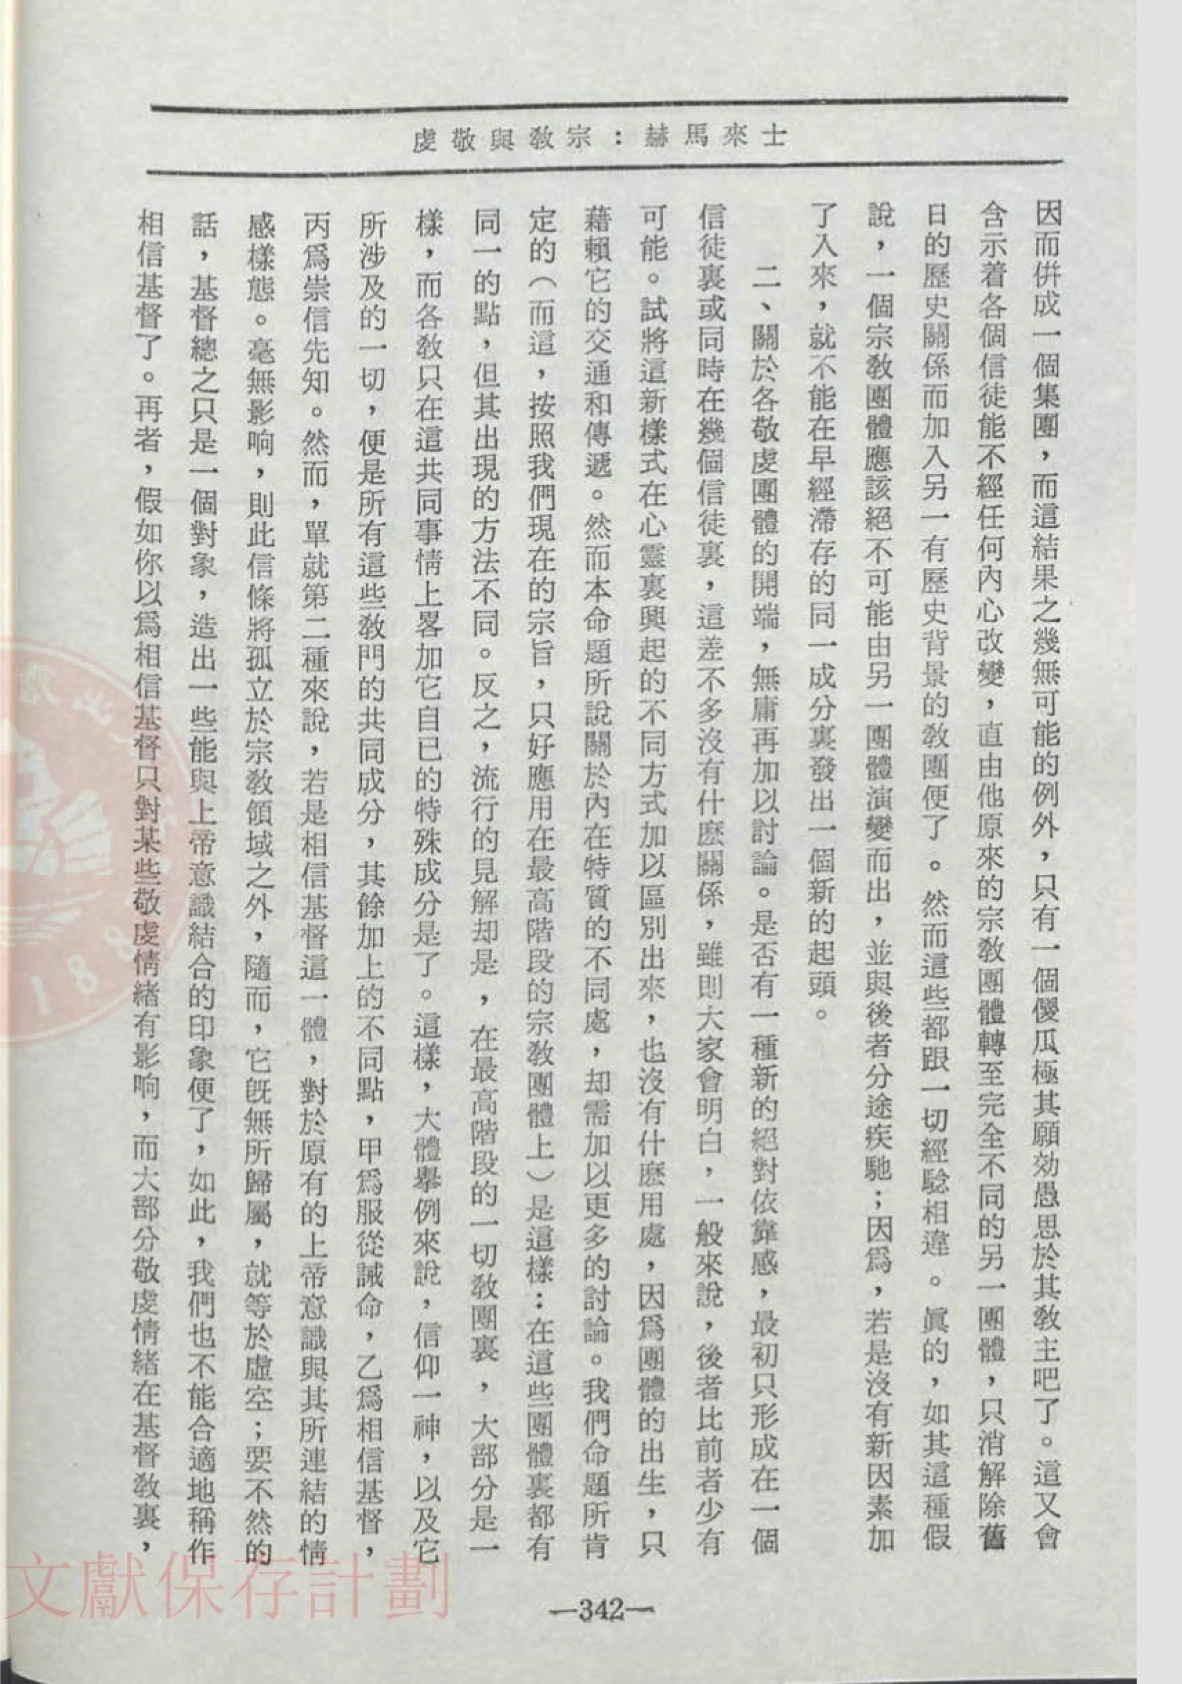 士來馬赫：宗教與敬虔
因而併成一個集團，而這結果之幾無可能的例外，只有一個儍瓜極其願効愚思於其教主吧了。這又會
含示着各個信徒能不經任何內心改變，直由他原來的宗教團體轉至完全不同的另一團體，只消解除舊
日的歷史關係而加入另一有歷史背景的教團便了。然而這些都跟一切經驗相違。眞的，如其這種假
說，一個宗教團體應該絕不可能由另一團體演變而出，並與後者分途疾馳；因爲，若是沒有新因素加
了入來，就不能在早經滯存的同一成分裏發出一個新的起頭。
二、關於各敬虔團體的開端，無庸再加以討論。是否有一種新的絕對依靠感，最初只形成在一個
信徒裏或同時在幾個信徒裏，這差不多沒有什麽關係，雖則大家會明白，一般來說，後者比前者少有
可能。試將這新樣式在心靈裏興起的不同方式加以區別出來，也沒有什麽用處，因爲團體的出生，只
藉賴它的交通和傳遞。然而本命題所說關於內在特質的不同處，却需加以更多的討論。我們命題所肯
定的（而這，按照我們現在的宗旨，只好應用在最高階段的宗教團體上）是這樣：在這些團體裏都有
同一的點，但其出現的方法不同。反之，流行的見解却是，在最高階段的一切教團裏，大部分是一
樣，而各教只在這共同事情上畧加它自已的特殊成分是了。這樣，大體舉例來說，信仰一神，以及它
所涉及的一切，便是所有這些教門的共同成分，其餘加上的不同點，甲爲服從誡命，乙爲相信基督，
丙爲崇信先知。然而，單就第二種來說，若是相信基督這一體，對於原有的上帝意識與其所連結的情
感樣態。毫無影响，則此信條將孤立於宗教領域之外，隨而，它旣無所歸屬，就等於虛空；要不然的
話，基督總之只是一個對象，造出一些能與上帝意識結合的印象便了，如此，我們也不能合適地稱作
相信基督了。再者，假如你以爲相信基督只對某些敬虔情緒有影响，而大部分敬虔情緒在基督教裏，
—342—
文獻保存計劃